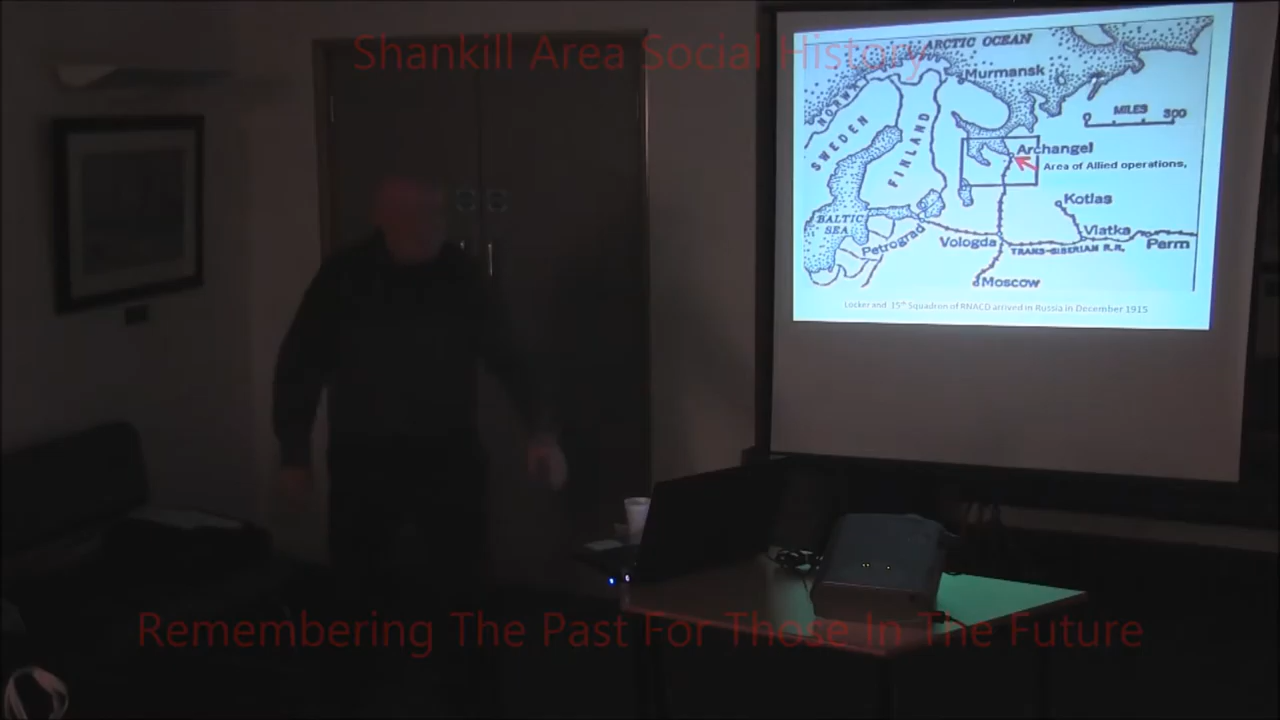 Shankill Area Social History
ARCTIC OCEAN
Murmansk
NORWAY
SWEDEN
FINLAND
MILES 300
0
Archangel
Area of Allied operations,
Kotlas
BALTIC
SEA
Petrograd
Vologda
Viatka
TRANS-SIBERIAN R.R.
Perm
Moscow
Locker and 15th Squadron of RNACD arrived in Russia in December 1915
Remembering The Past For Those In The Future